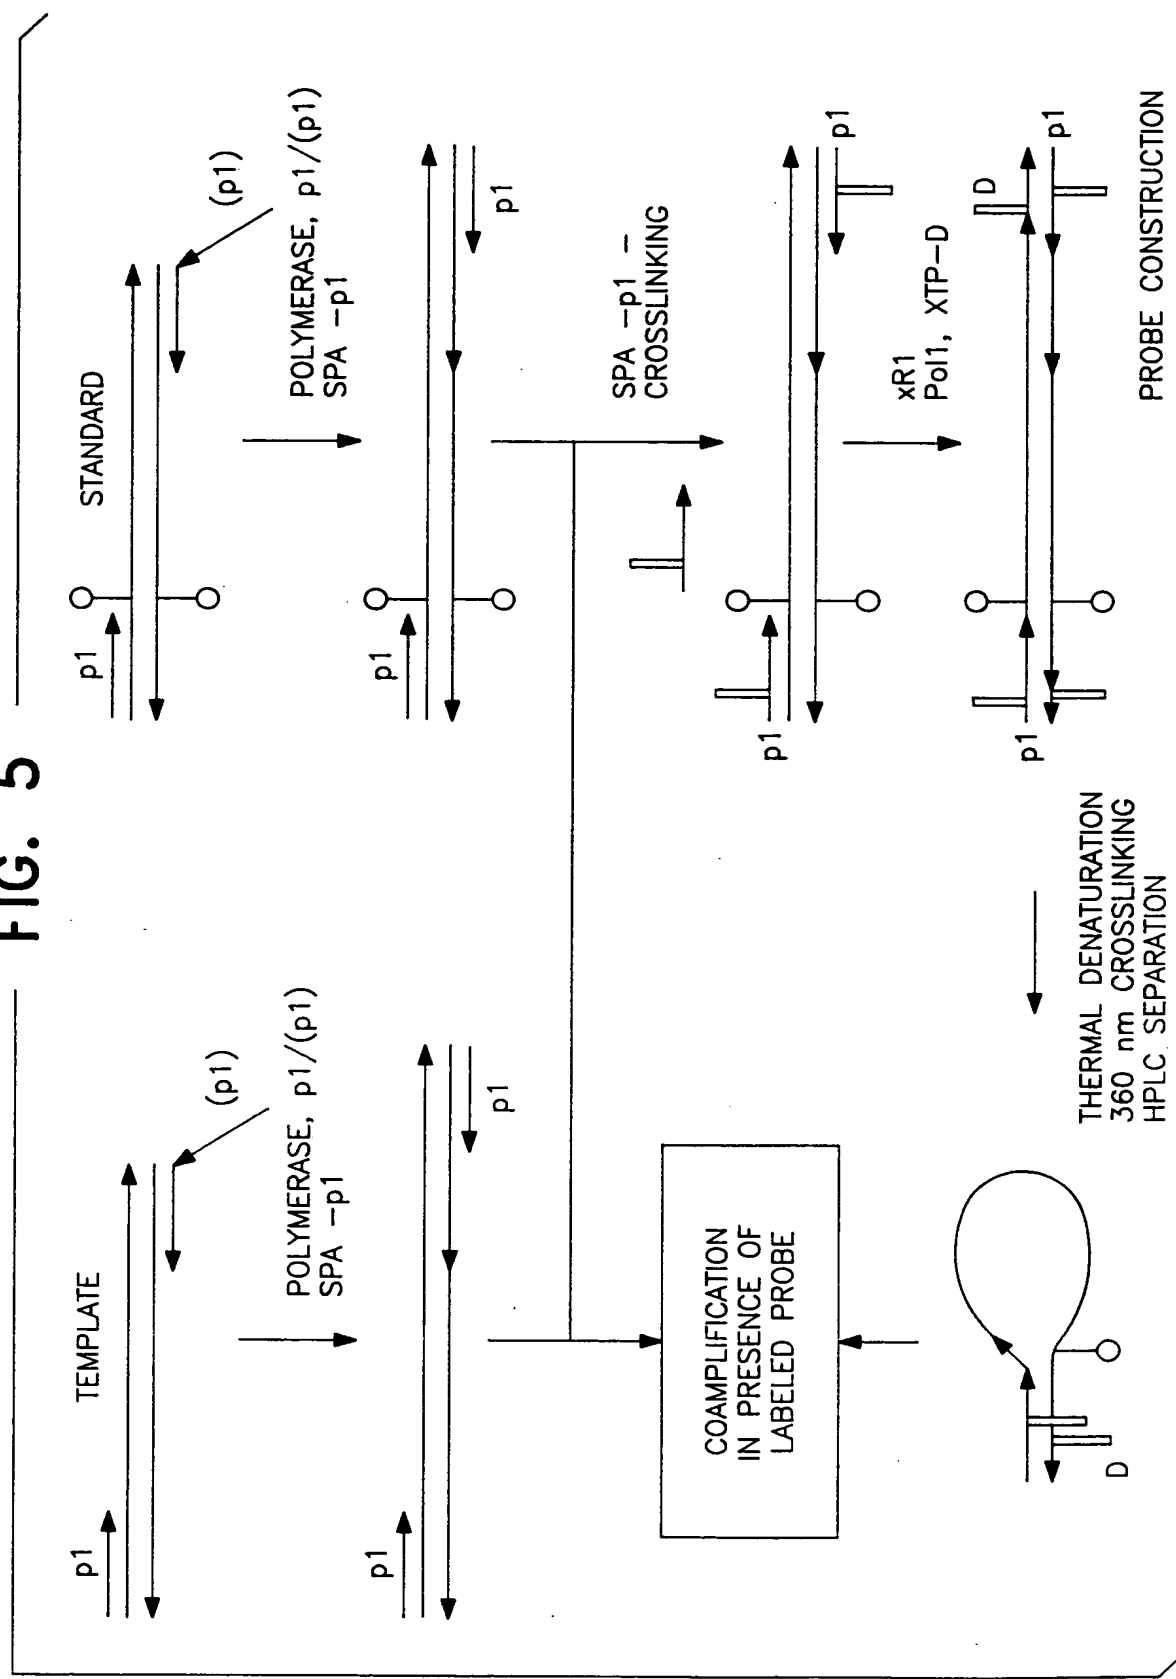 FIG. 5
TEMPLATE
p1
(p1)
POLYMERASE, p1/(p1)
SPA -p1
p1
p1
COAMPLIFICATION
IN PRESENCE OF
LABELED PROBE
D
STANDARD
p1
(p1)
POLYMERASE, p1/(p1)
SPA -p1
p1
p1
SPA -p1 -
CROSSLINKING
p1
p1
xR1
Pol1, XTP-D
p1
D
p1
THERMAL DENATURATION
360 nm CROSSLINKING
HPLC SEPARATION
PROBE CONSTRUCTION